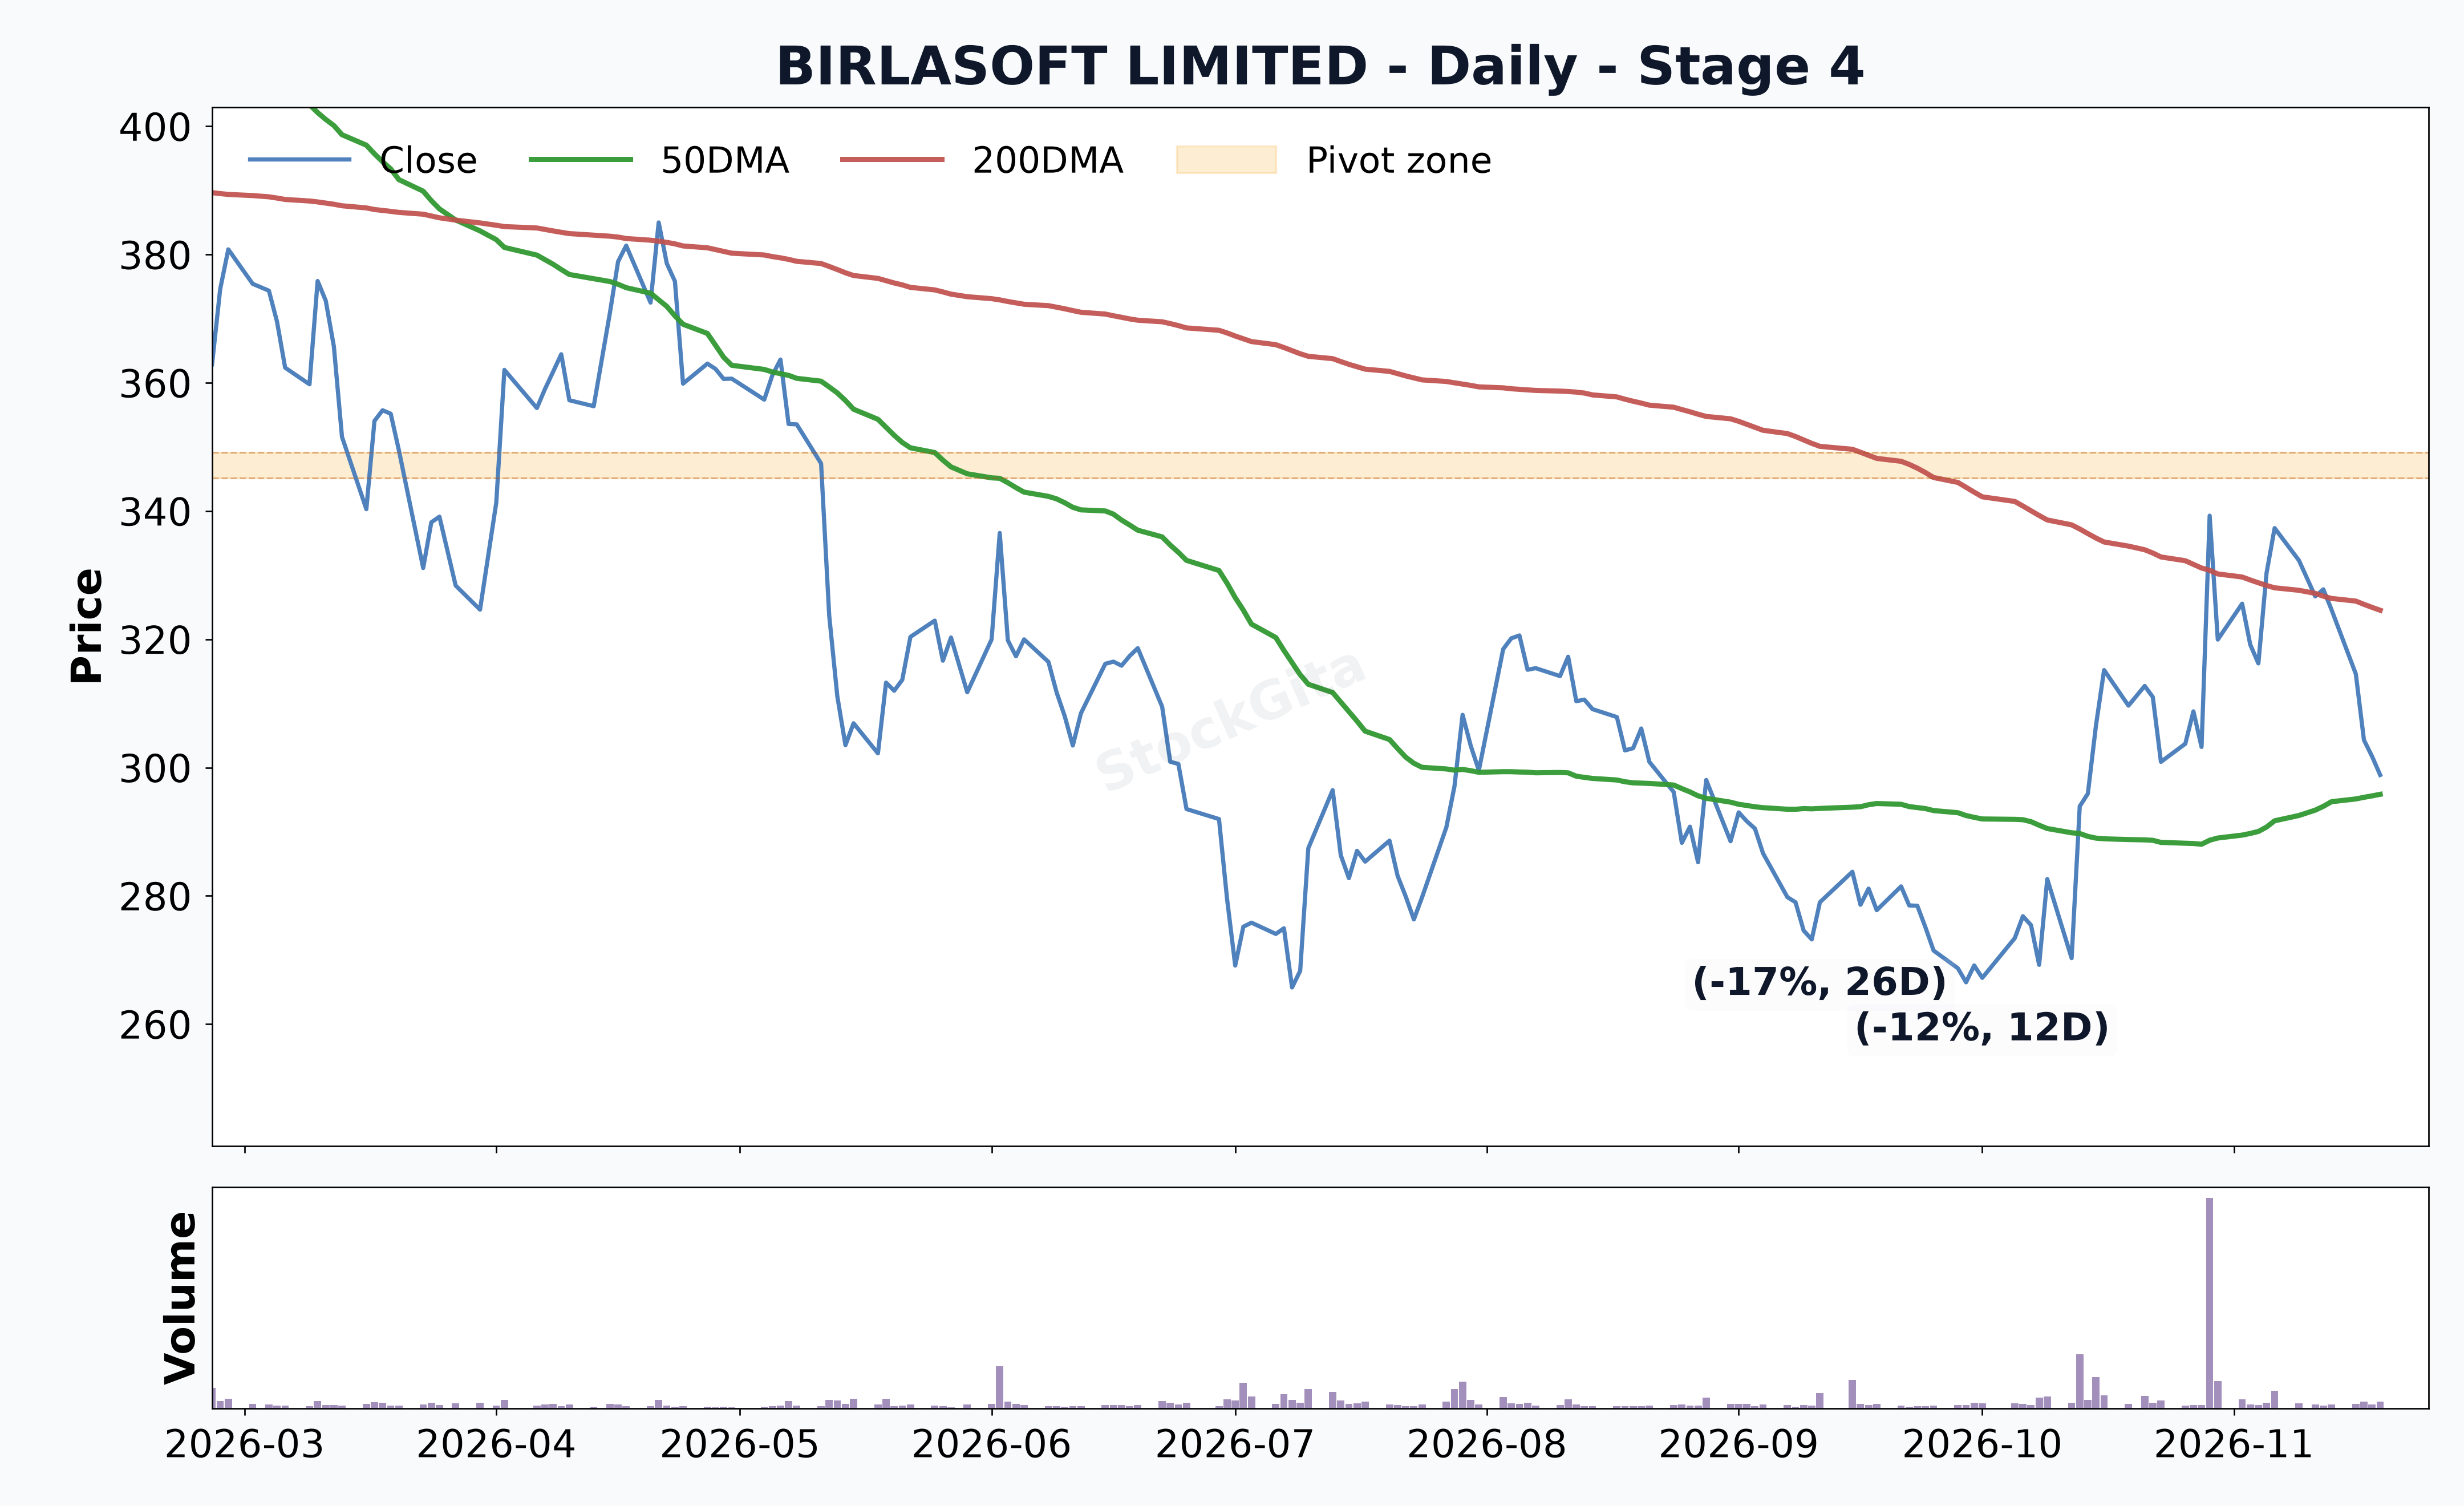 BIRLASOFT LIMITED - Daily - Stage 4
Close 50DMA 200DMA Pivot zone
400
380
360
340
320
300
280
260
Price
StockGita
(-17%, 26D)
(-12%, 12D)
Volume
2026-03 2026-04 2026-05 2026-06 2026-07 2026-08 2026-09 2026-10 2026-11